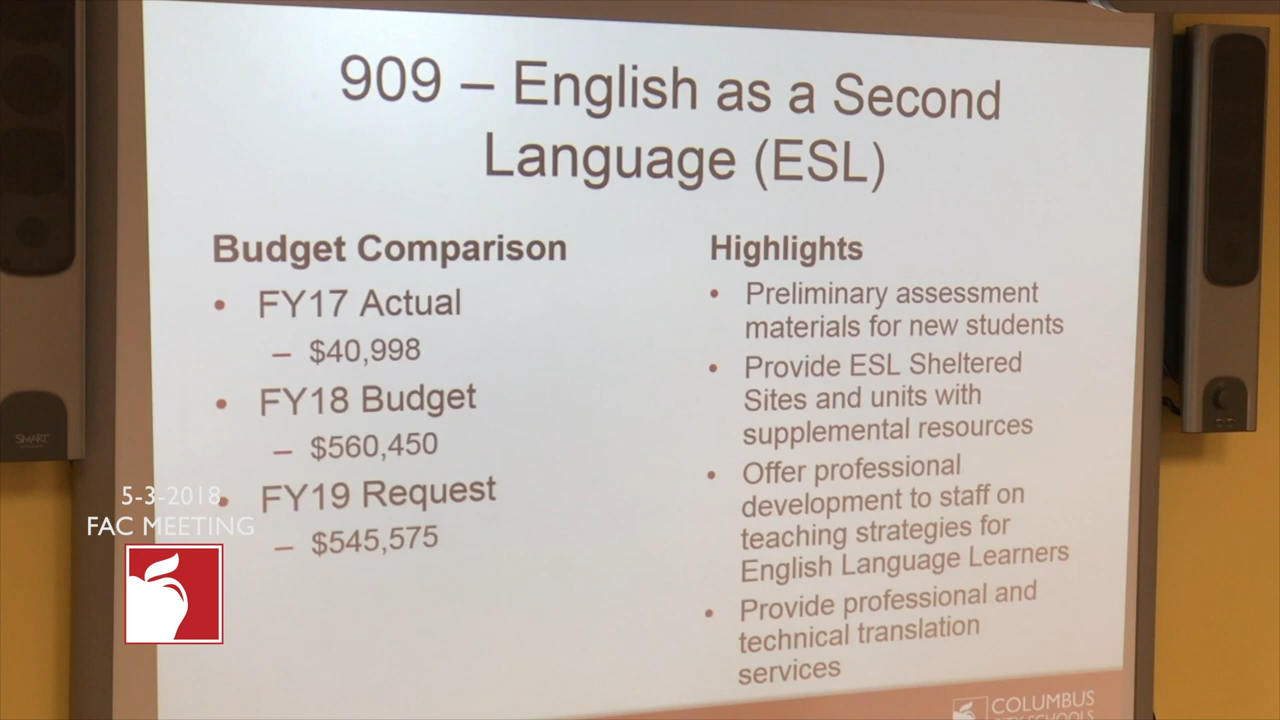 909 – English as a Second
Language (ESL)
Budget Comparison
• FY17 Actual
– $40,998
• FY18 Budget
– $560,450
• FY19 Request
– $545,575
Highlights
• Preliminary assessment
materials for new students
• Provide ESL Sheltered
Sites and units with
supplemental resources
• Offer professional
development to staff on
teaching strategies for
English Language Learners
• Provide professional and
technical translation
services
COLUMBUS
CITY SCHOOLS
SMART
5-3-2018
FAC MEETING